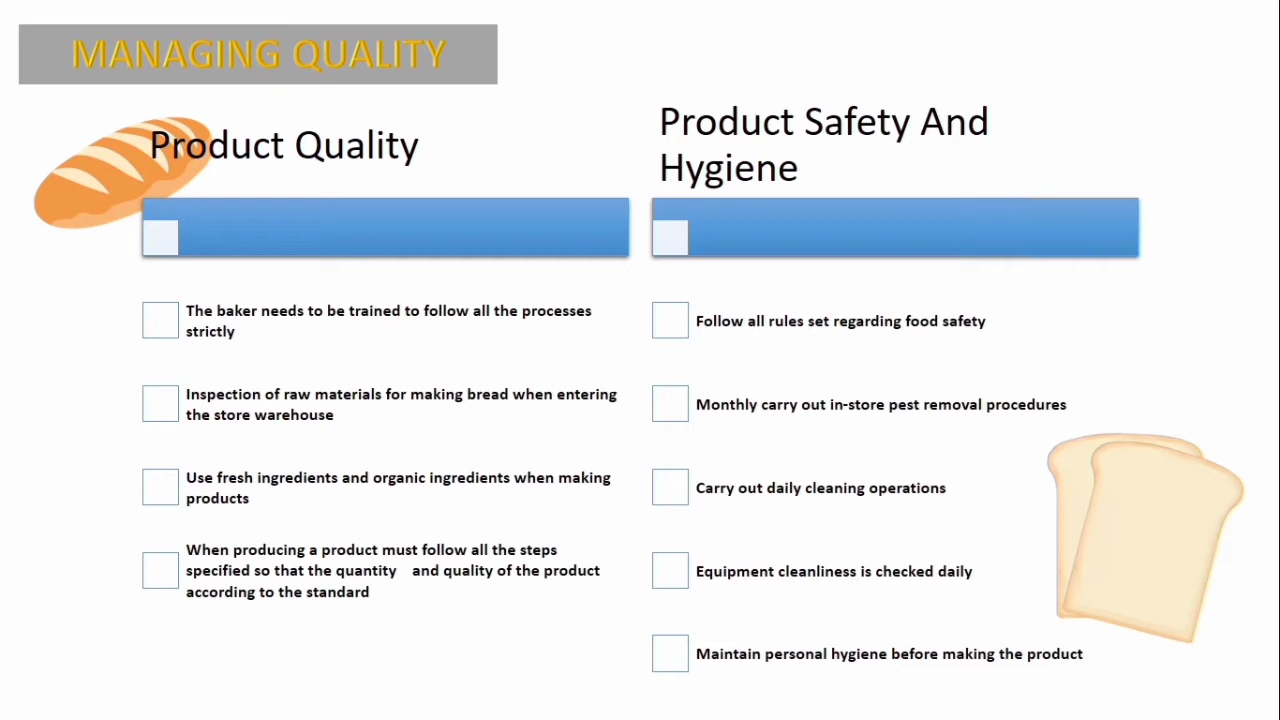 MANAGING QUALITY
Product Quality
The baker needs to be trained to follow all the processes
strictly
Inspection of raw materials for making bread when entering
the store warehouse
Use fresh ingredients and organic ingredients when making
products
When producing a product must follow all the steps
specified so that the quantity and quality of the product
according to the standard
Product Safety And
Hygiene
Follow all rules set regarding food safety
Monthly carry out in-store pest removal procedures
Carry out daily cleaning operations
Equipment cleanliness is checked daily
Maintain personal hygiene before making the product